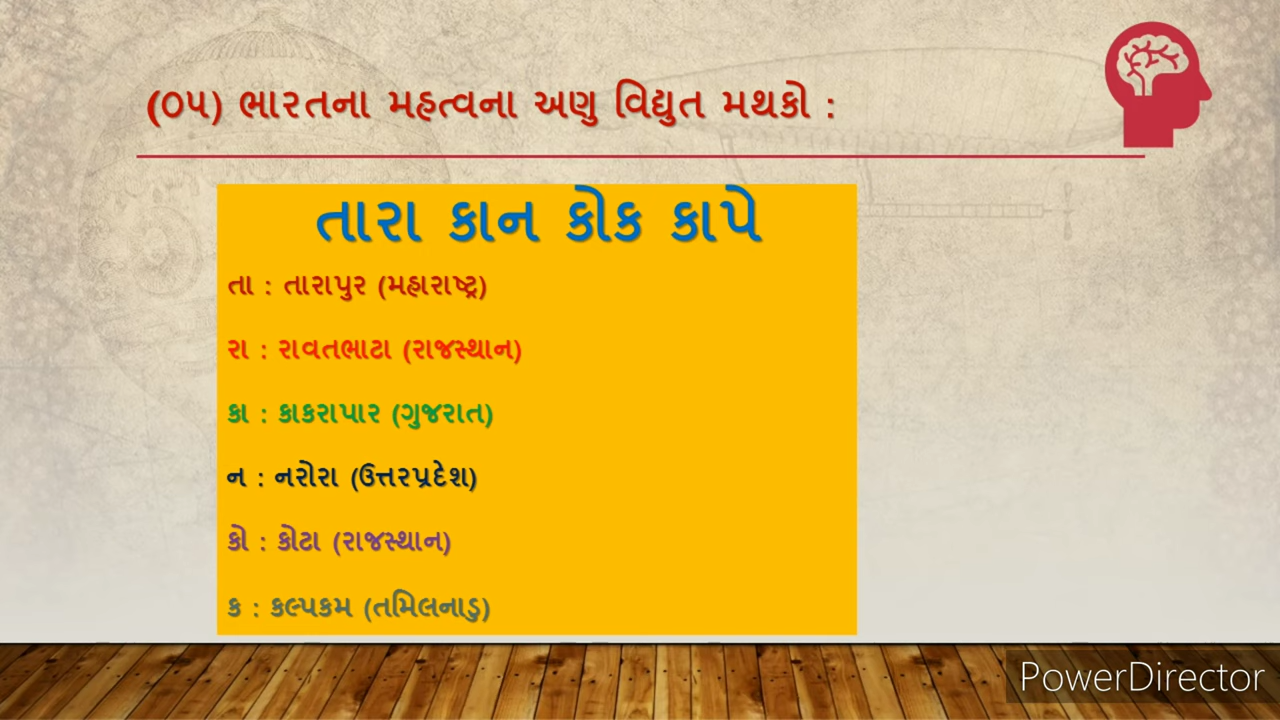 (૦૫) ભારતના મહત્વના અણુ વિદ્યુત મથકો :
તારા કાન કોક કાપે
તા : તારાપુર (મહારાષ્ટ્ર)
રા : રાવતભાટા (રાજસ્થાન)
કા : કાકરાપાર (ગુજરાત)
ન : નરોરા (ઉત્તરપ્રદેશ)
કો : કોટા (રાજસ્થાન)
ક : કલ્પકમ (તમિલનાડુ)
PowerDirector